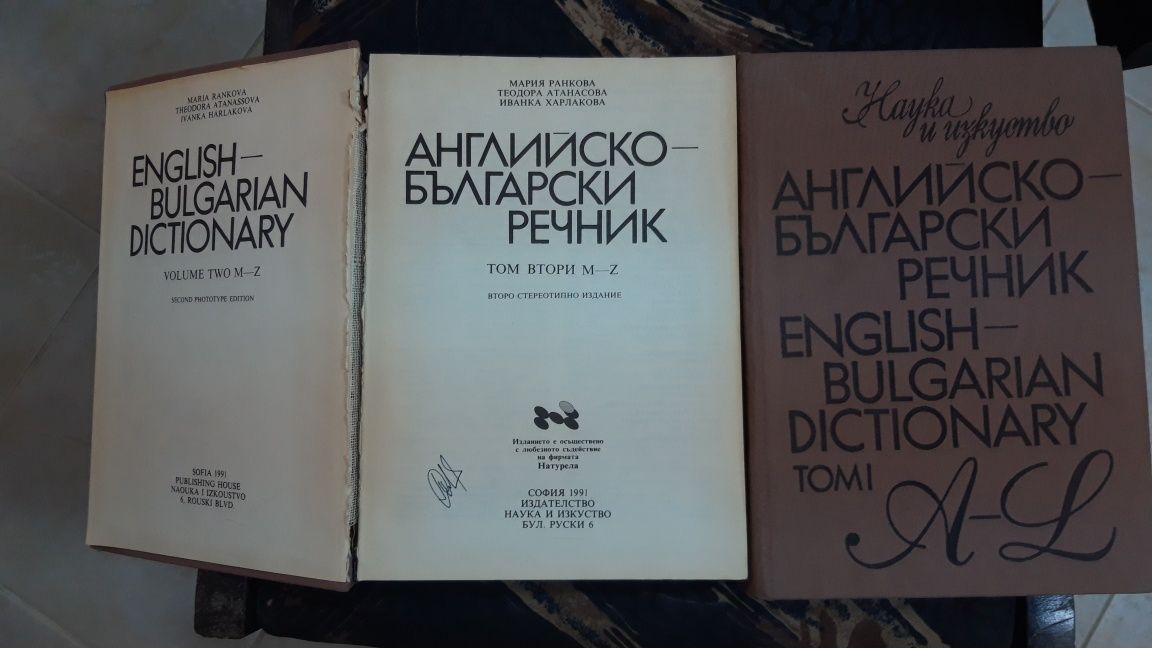 MARIA RANKOVA
THEODORA ATANASSOVA
IVANKA HARLAKOVA
ENGLISH—
BULGARIAN
DICTIONARY
VOLUME TWO M—Z
SECOND PHOTOTYPE EDITION
SOFIA 1991
PUBLISHING HOUSE
NAOUKA I IZKOUSTVO
6, ROUSKI BLVD.
МАРИЯ РАНКОВА
ТЕОДОРА АТАНАСОВА
ИВАНКА ХАРЛАКОВА
АНГЛИЙСКО—
БЪЛГАРСКИ
РЕЧНИК
ТОМ ВТОРИ M—Z
ВТОРО СТЕРЕОТИПНО ИЗДАНИЕ
Изданието е осъществено
с любезното съдействие
на фирмата
Натурела
СОФИЯ 1991
ИЗДАТЕЛСТВО
НАУКА И ИЗКУСТВО
БУЛ. РУСКИ 6
Наука
и изкуство
АНГЛИЙСКО—
БЪЛГАРСКИ
РЕЧНИК
ENGLISH—
BULGARIAN
DICTIONARY
ТОМ I
A—L